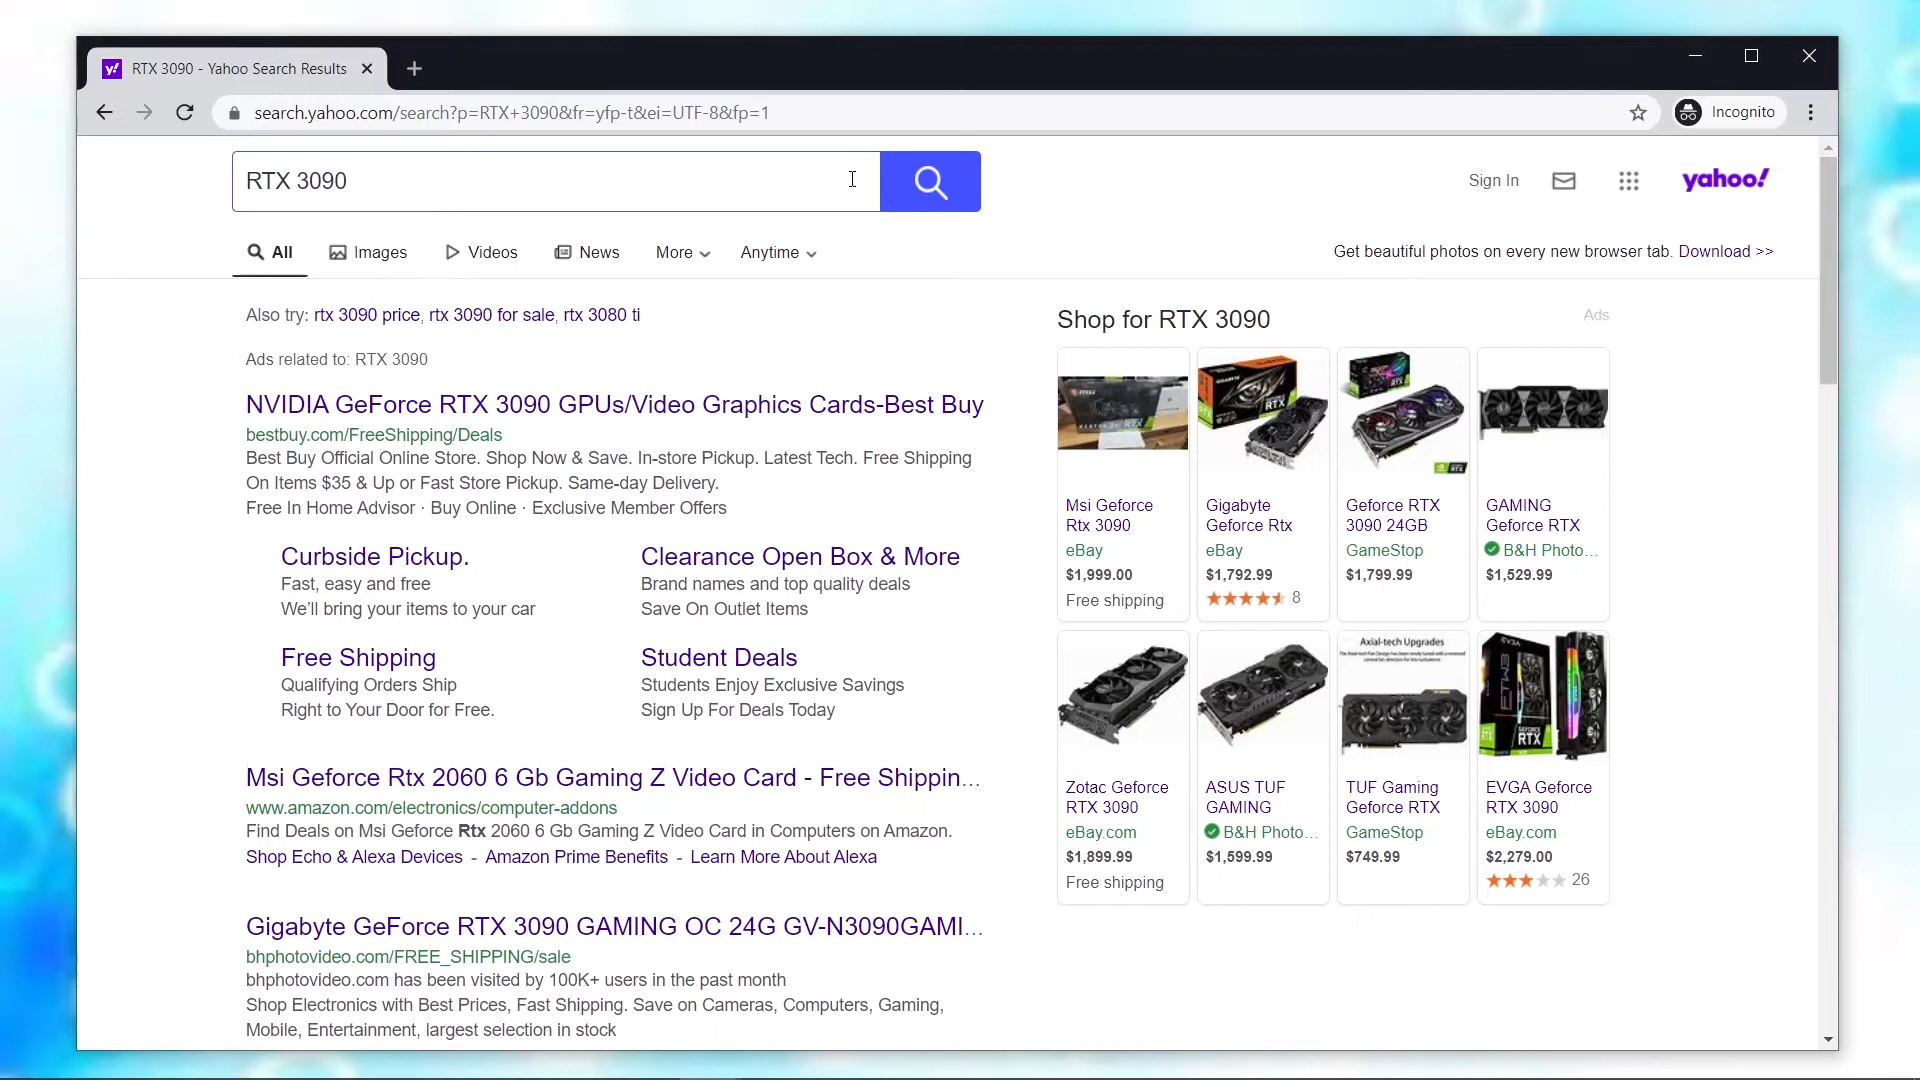 RTX 3090 - Yahoo Search Results
search.yahoo.com/search?p=RTX+3090&fr=yfp-t&ei=UTF-8&fp=1
Incognito
RTX 3090
Sign In
yahoo!
All Images Videos News More Anytime
Get beautiful photos on every new browser tab. Download >>
Also try: rtx 3090 price, rtx 3090 for sale, rtx 3080 ti
Ads related to: RTX 3090
NVIDIA GeForce RTX 3090 GPUs/Video Graphics Cards-Best Buy
bestbuy.com/FreeShipping/Deals
Best Buy Official Online Store. Shop Now & Save. In-store Pickup. Latest Tech. Free Shipping
On Items $35 & Up or Fast Store Pickup. Same-day Delivery.
Free In Home Advisor · Buy Online · Exclusive Member Offers
Curbside Pickup.
Fast, easy and free
We'll bring your items to your car
Clearance Open Box & More
Brand names and top quality deals
Save On Outlet Items
Free Shipping
Qualifying Orders Ship
Right to Your Door for Free.
Student Deals
Students Enjoy Exclusive Savings
Sign Up For Deals Today
Msi Geforce Rtx 2060 6 Gb Gaming Z Video Card - Free Shippin...
www.amazon.com/electronics/computer-addons
Find Deals on Msi Geforce Rtx 2060 6 Gb Gaming Z Video Card in Computers on Amazon.
Shop Echo & Alexa Devices - Amazon Prime Benefits - Learn More About Alexa
Gigabyte GeForce RTX 3090 GAMING OC 24G GV-N3090GAMI...
bhphotovideo.com/FREE_SHIPPING/sale
bhphotovideo.com has been visited by 100K+ users in the past month
Shop Electronics with Best Prices, Fast Shipping. Save on Cameras, Computers, Gaming,
Mobile, Entertainment, largest selection in stock
Shop for RTX 3090
Ads
Msi Geforce
Rtx 3090
eBay
$1,999.00
Free shipping
Gigabyte
Geforce Rtx
eBay
$1,792.99
8
Geforce RTX
3090 24GB
GameStop
$1,799.99
GAMING
Geforce RTX
B&H Photo...
$1,529.99
Zotac Geforce
RTX 3090
eBay.com
$1,899.99
Free shipping
ASUS TUF
GAMING
B&H Photo...
$1,599.99
Axial-tech Upgrades
TUF Gaming
Geforce RTX
GameStop
$749.99
EVGA Geforce
RTX 3090
eBay.com
$2,279.00
26